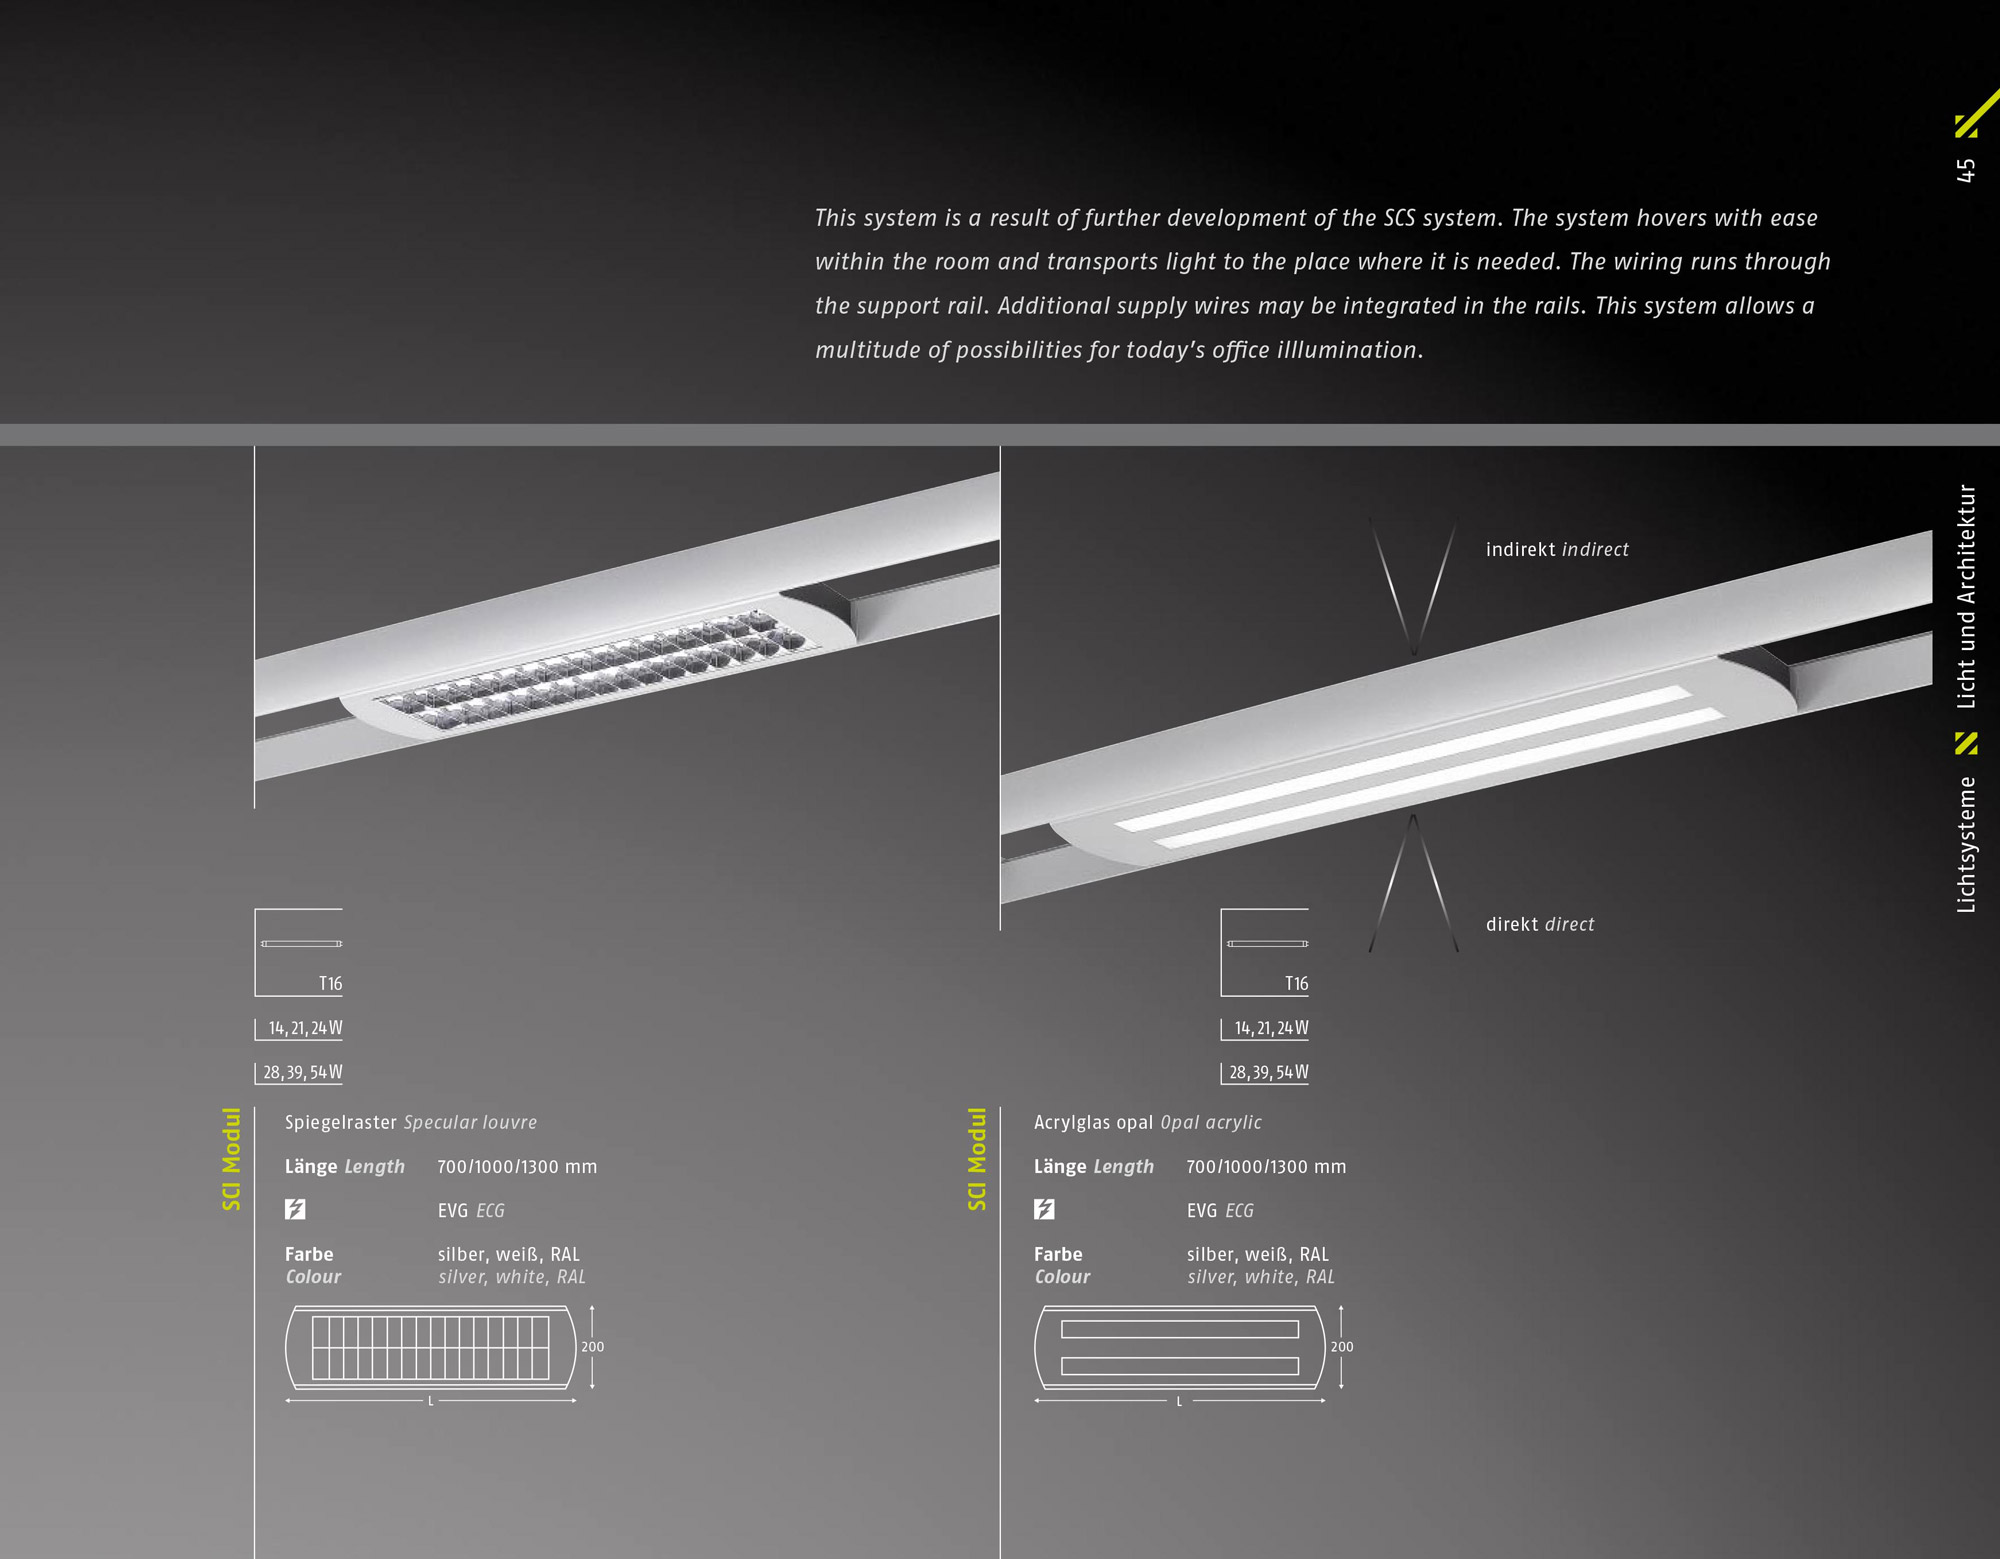 45
This system is a result of further development of the SCS system. The system hovers with ease
within the room and transports light to the place where it is needed. The wiring runs through
the support rail. Additional supply wires may be integrated in the rails. This system allows a
multitude of possibilities for today's office illlumination.
Lichtsysteme Licht und Architektur
indirekt indirect
direkt direct
T16
14,21,24W
28,39,54W
SCI Modul
Spiegelraster Specular louvre
Länge Length 700/1000/1300 mm
EVG ECG
Farbe silber, weiß, RAL
Colour silver, white, RAL
200
L
T16
14,21,24W
28,39,54W
SCI Modul
Acrylglas opal Opal acrylic
Länge Length 700/1000/1300 mm
EVG ECG
Farbe silber, weiß, RAL
Colour silver, white, RAL
200
L